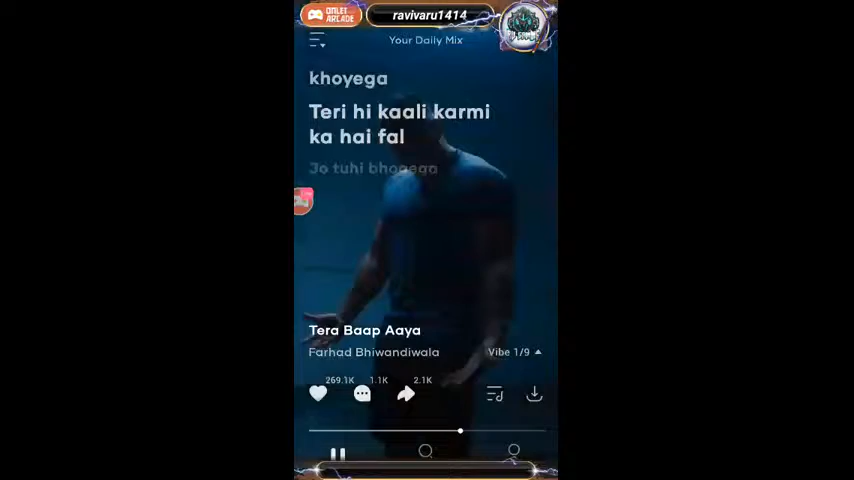 OMLET
ARCADE
ravivaru1414
Your Daily Mix
khoyega
Teri hi kaali karmi
ka hai fal
Jo tuhi bhogega
Tera Baap Aaya
Farhad Bhiwandiwala
Vibe 1/9
269.1K
1.1K
2.1K